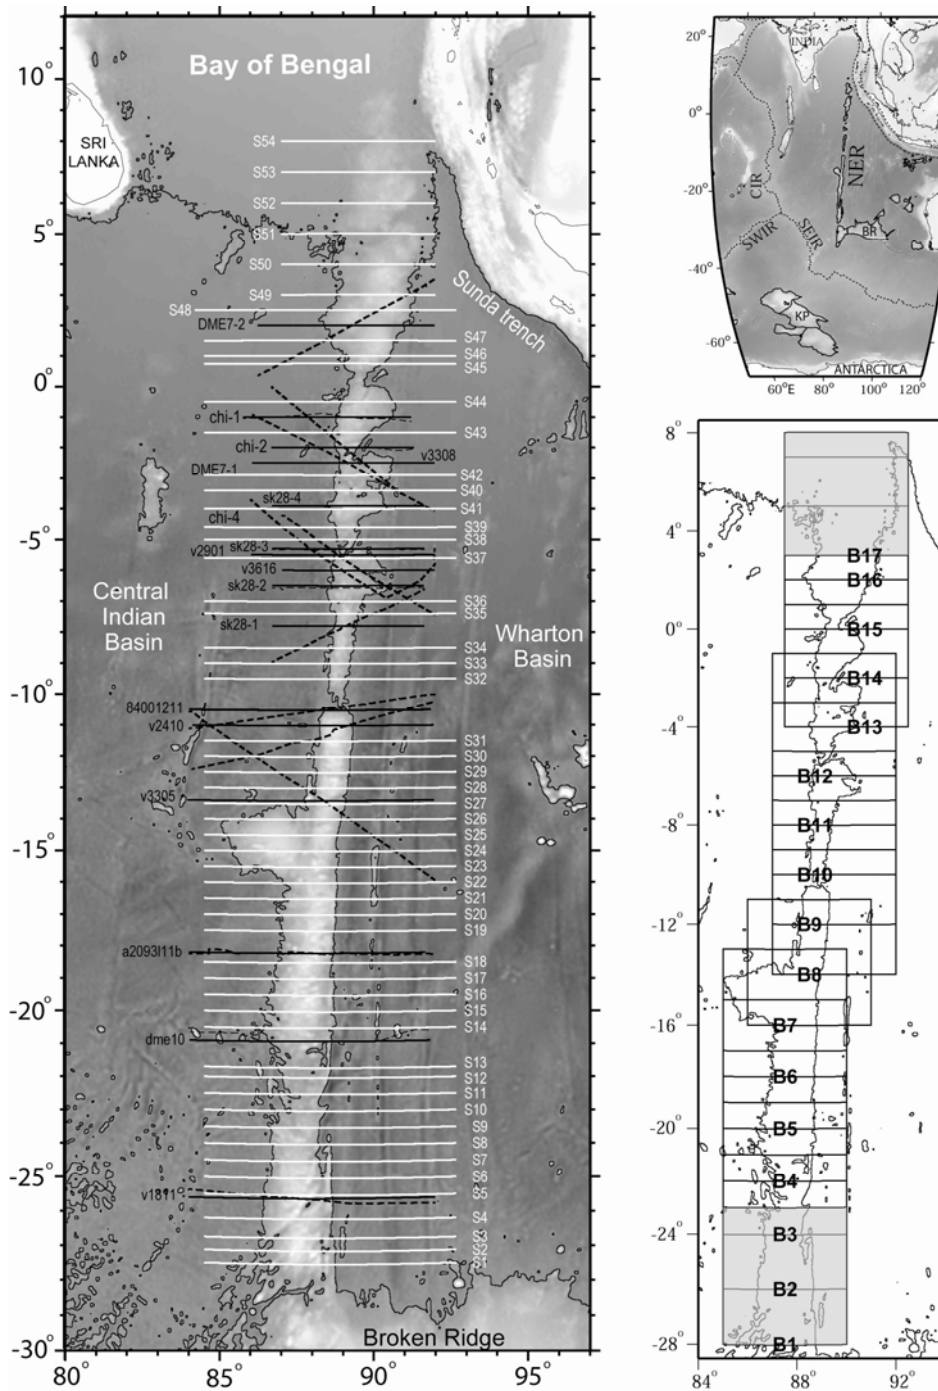 Bay of Bengal
SRI
LANKA
10°
5°
0°
-5°
-10°
-15°
-20°
-25°
-30°
80
85
90
95
S54
S53
S52
S51
S50
S49
S48
DME7-2
Sunda trench
S47
S46
S45
S44
chi-1
S43
chi-2
v3308
DME7-1
S42
sk28-4
S40
chi-4
S41
S39
S38
v2901
sk28-3
S37
v3616
sk28-2
S36
S35
sk28-1
Central
Indian
Basin
Wharton
Basin
S34
S33
S32
84001211
v2410
S31
S30
S29
S28
v3305
S27
S26
S25
S24
S23
S22
S21
S20
S19
a2093l11b
S18
S17
S16
S15
S14
dme10
S13
S12
S11
S10
S9
S8
S7
S6
v1811
S5
S4
S3
S2
S1
Broken Ridge
20°
0°
-20°
-40°
-60°
INDIA
CIR
NER
SWIR
SEIR
BR
KP
ANTARCTICA
60°E
80°
100°
120°
8°
4°
0°
-4°
-8°
-12°
-16°
-20°
-24°
-28°
B17
B16
B15
B14
B13
B12
B11
B10
B9
B8
B7
B6
B5
B4
B3
B2
B1
84°
88°
92°